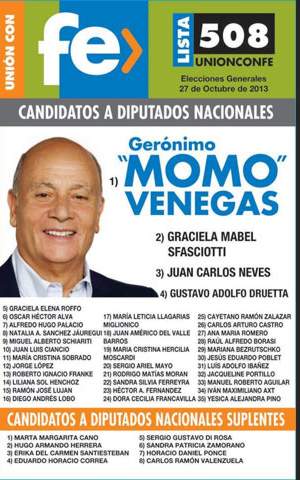 UNIÓN CON
fe
LISTA
508
UNIONCONFE
Elecciones Generales
27 de Octubre de 2013
CANDIDATOS A DIPUTADOS NACIONALES
Gerónimo
1) "MOMO"
VENEGAS
2) GRACIELA MABEL
SFASCIOTTI
3) JUAN CARLOS NEVES
4) GUSTAVO ADOLFO DRUETTA
5) GRACIELA ELENA ROFFO
6) OSCAR HÉCTOR ALVA
7) ALFREDO HUGO PALACIO
8) NATALIA A. SANCHEZ JÁUREGUI
9) MIGUEL ALBERTO SCHIARITI
10) JUAN LUIS CIANCIO
11) MARÍA CRISTINA SOBRADO
12) JORGE LÓPEZ
13) ROBERTO IGNACIO FRANKE
14) LILIANA SOL HENICHOZ
15) RAMÓN JOSÉ LUJAN
16) DIEGO ANDRÉS LOBO
17) MARÍA LETICIA LLAGARIAS
MIGLIONICO
18) JUAN AMÉRICO DEL VALLE
BARROS
19) MARIA CRISTINA HERCILIA
MOSCARDI
20) SERGIO ARIEL MAYO
21) RODRIGO MATÍAS MORAN
22) SANDRA SILVIA FERREYRA
23) HÉCTOR A. FERNANDEZ
24) DORA CECILIA FRANCAVILLA
25) CAYETANO RAMÓN ZALAZAR
26) CARLOS ARTURO CASTRO
27) ANA MARIA ROMERO
28) RAÚL ALFREDO BORASI
29) MARIANA BEZRUTSCHKO
30) JESÚS EDUARDO POBLET
31) LUIS ADOLFO IBAÑEZ
32) JACQUELINE PORTILLO
33) MANUEL ROBERTO AGUILAR
34) IVÁN MAXIMILIANO AXT
35) YESICA ALEJANDRA PINO
CANDIDATOS A DIPUTADOS NACIONALES SUPLENTES
1) MARTA MARGARITA CANO
2) HUGO ARMANDO HERRERA
3) ERIKA DEL CARMEN SANTIESTEBAN
4) EDUARDO HORACIO CORREA
5) SERGIO GUSTAVO DI ROSA
6) SANDRA PATRICIA ZAMORANO
7) HORACIO DANIEL PONCE
8) CARLOS RAMÓN VALENZUELA